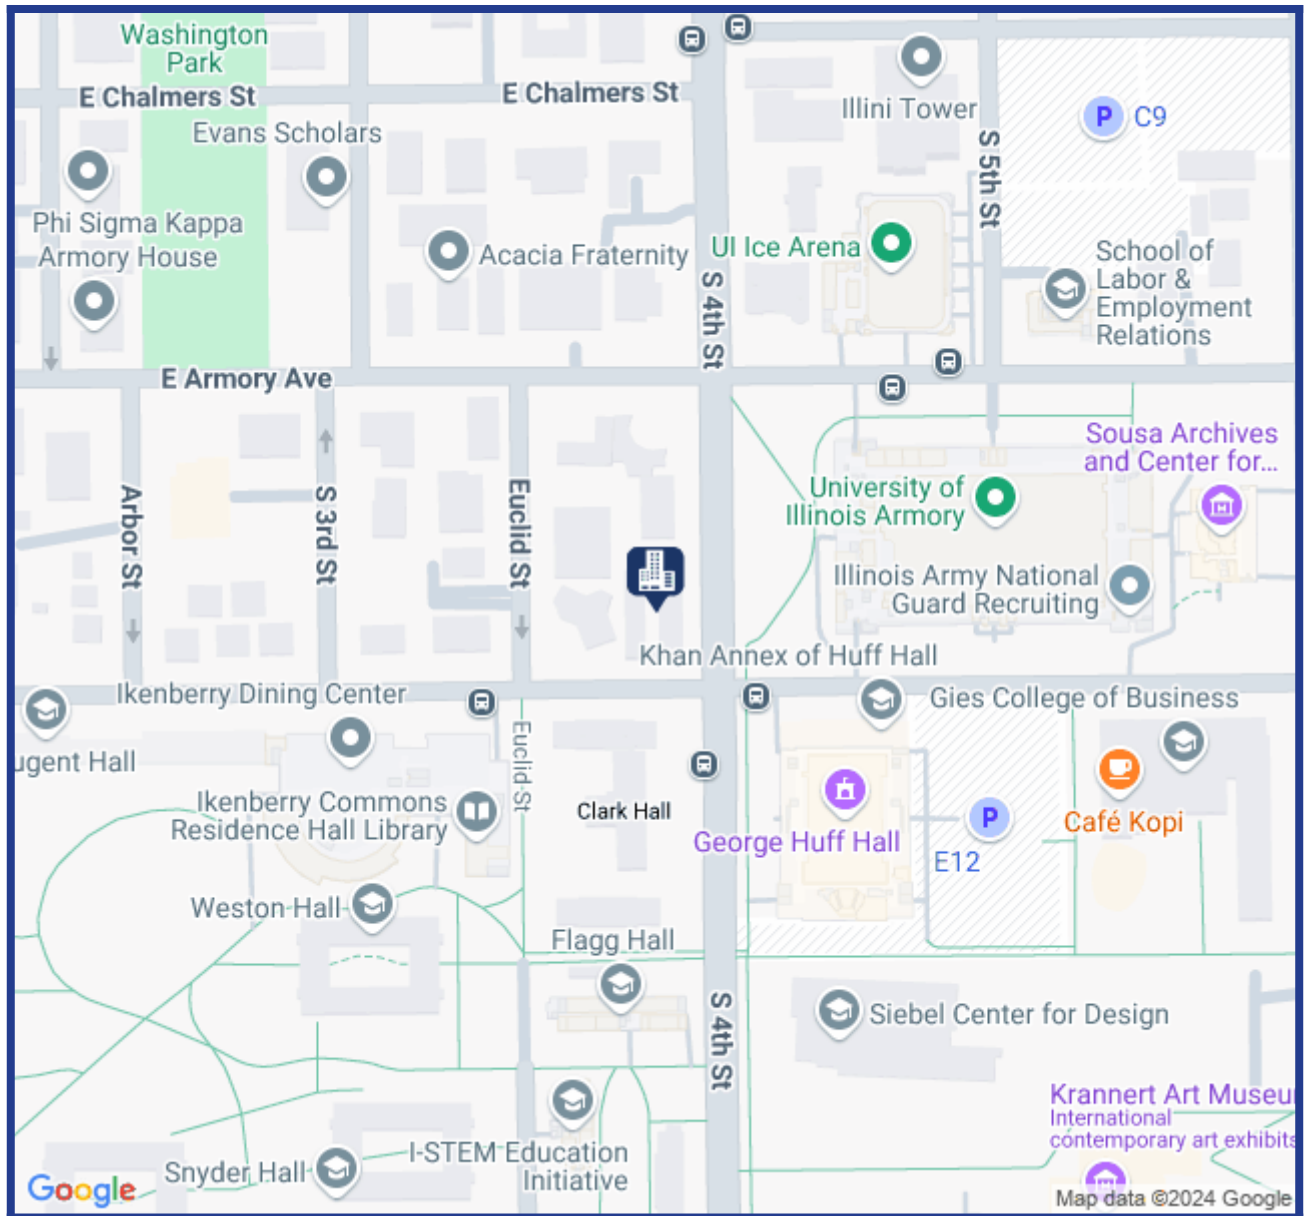 Washington
Park
E Chalmers St
E Chalmers St
Illini Tower
P C9
Evans Scholars
S 5th St
Phi Sigma Kappa
Armory House
Acacia Fraternity
UI Ice Arena
School of
Labor &
Employment
Relations
S 4th St
E Armory Ave
Sousa Archives
and Center for...
University of
Illinois Armory
Arbor St
S 3rd St
Euclid St
Illinois Army National
Guard Recruiting
Khan Annex of Huff Hall
Ikenberry Dining Center
Gies College of Business
Euclid St
ugent Hall
Ikenberry Commons
Residence Hall Library
Clark Hall
George Huff Hall
P
E12
Café Kopi
Weston Hall
Flagg Hall
S 4th St
Siebel Center for Design
Krannert Art Museu
International
contemporary art exhibits
I-STEM Education
Initiative
Snyder Hall
Google
Map data ©2024 Google